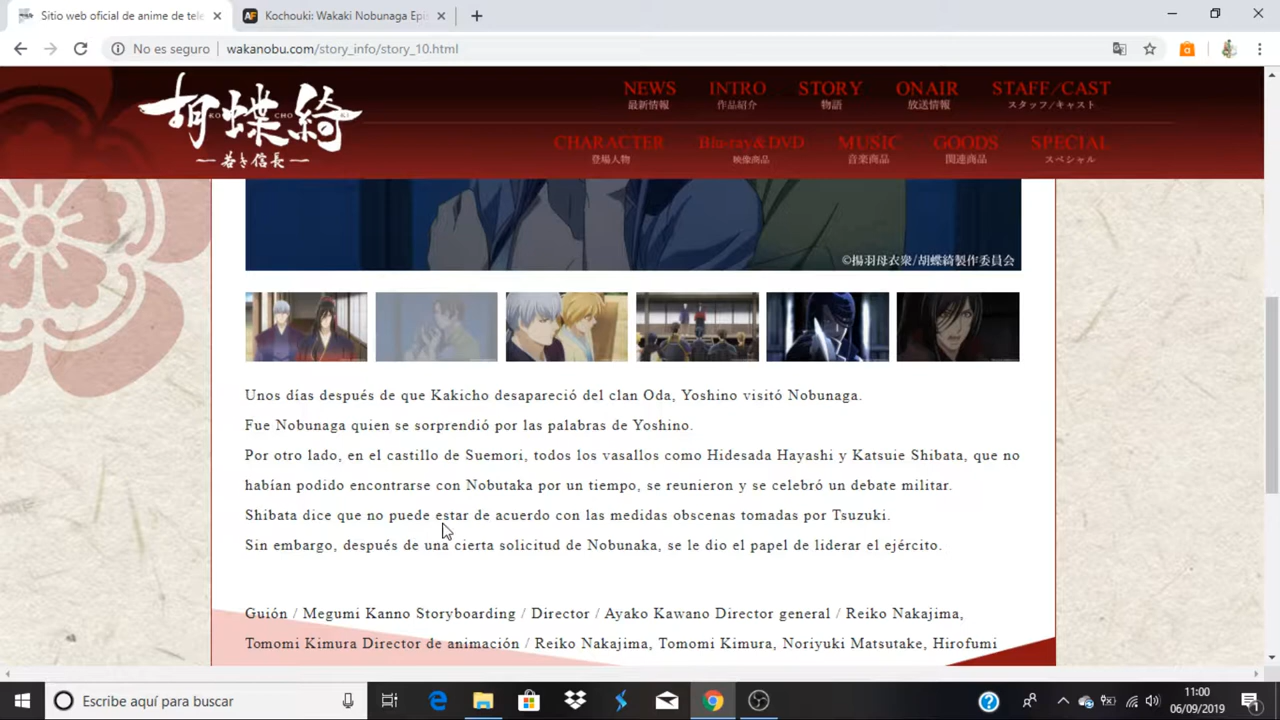 Sitio web oficial de anime de tele
Kochouki: Wakaki Nobunaga Epis
No es seguro
wakanobu.com/story_info/story_10.html
胡蝶綺
KO CHO KI
若き信長
NEWS INTRO STORY ONAIR STAFF/CAST
最新情報 作品紹介 物語 放送情報 スタッフ/キャスト
CHARACTER Blu-ray&DVD MUSIC GOODS SPECIAL
登場人物 映像商品 音楽商品 関連商品 スペシャル
©揚羽母衣衆/胡蝶綺製作委員会
Unos días después de que Kakicho desapareció del clan Oda, Yoshino visitó Nobunaga.
Fue Nobunaga quien se sorprendió por las palabras de Yoshino.
Por otro lado, en el castillo de Suemori, todos los vasallos como Hidesada Hayashi y Katsuie Shibata, que no
habían podido encontrarse con Nobutaka por un tiempo, se reunieron y se celebró un debate militar.
Shibata dice que no puede estar de acuerdo con las medidas obscenas tomadas por Tsuzuki.
Sin embargo, después de una cierta solicitud de Nobunaka, se le dio el papel de liderar el ejército.
Guión / Megumi Kanno Storyboarding / Director / Ayako Kawano Director general / Reiko Nakajima,
Tomomi Kimura Director de animación / Reiko Nakajima, Tomomi Kimura, Noriyuki Matsutake, Hirofumi
Escribe aquí para buscar
11:00
06/09/2019
1